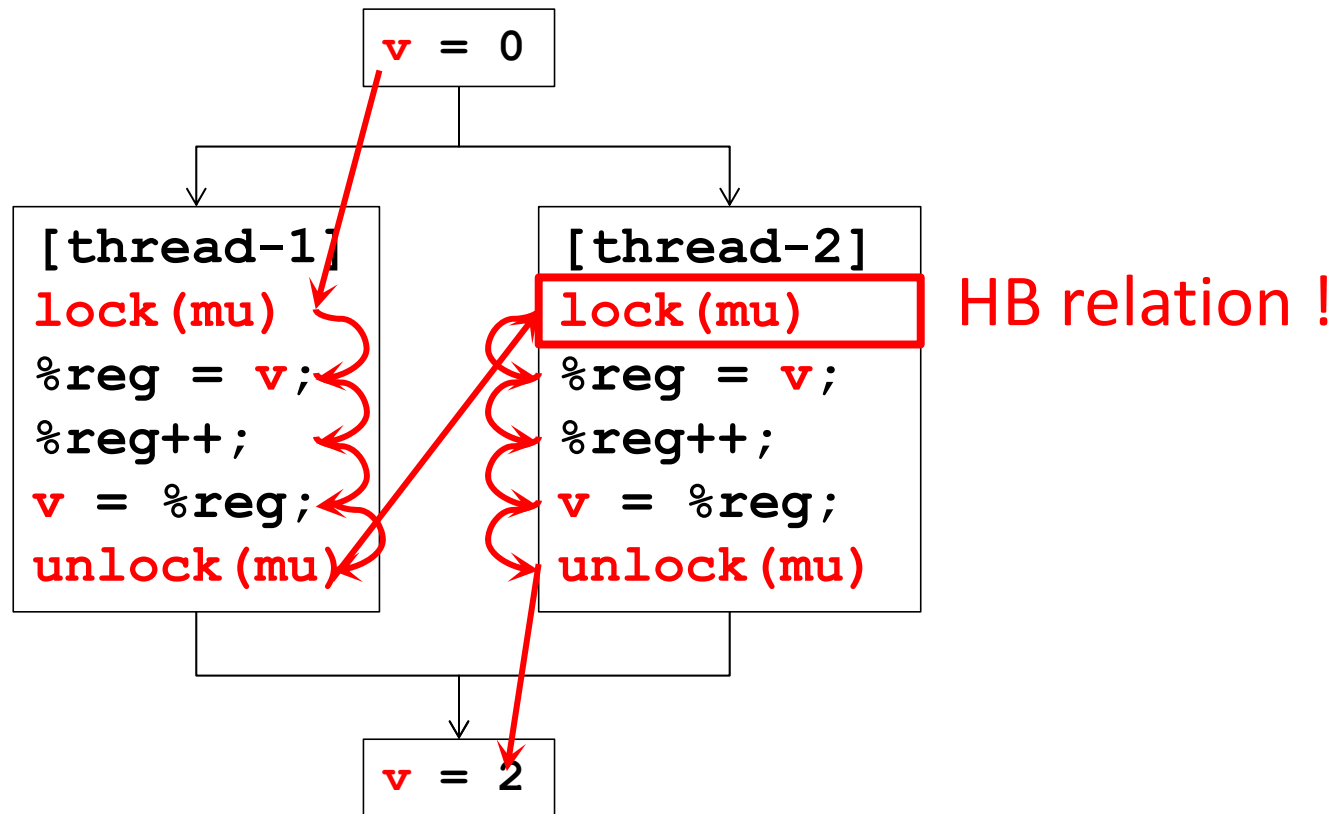 v = 0
[thread-1]
lock(mu)
%reg = v;
%reg++;
v = %reg;
unlock(mu)
[thread-2]
lock(mu)
%reg = v;
%reg++;
v = %reg;
unlock(mu)
HB relation !
v = 2